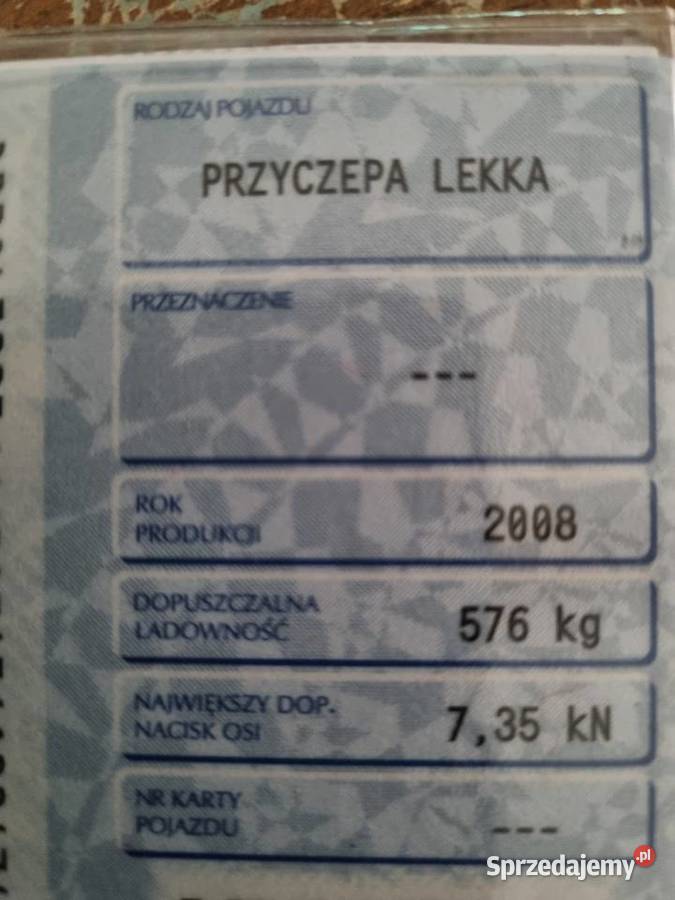 RODZAJ POJAZDU
PRZYCZEPA LEKKA
PRZEZNACZENIE
---
ROK
PRODUKCJI
2008
DOPUSZCZALNA
ŁADOWNOŚĆ
576 kg
NAJWIĘKSZY DOP.
NACISK OSI
7,35 kN
NR KARTY
POJAZDU
---
Sprzedajemy.pl